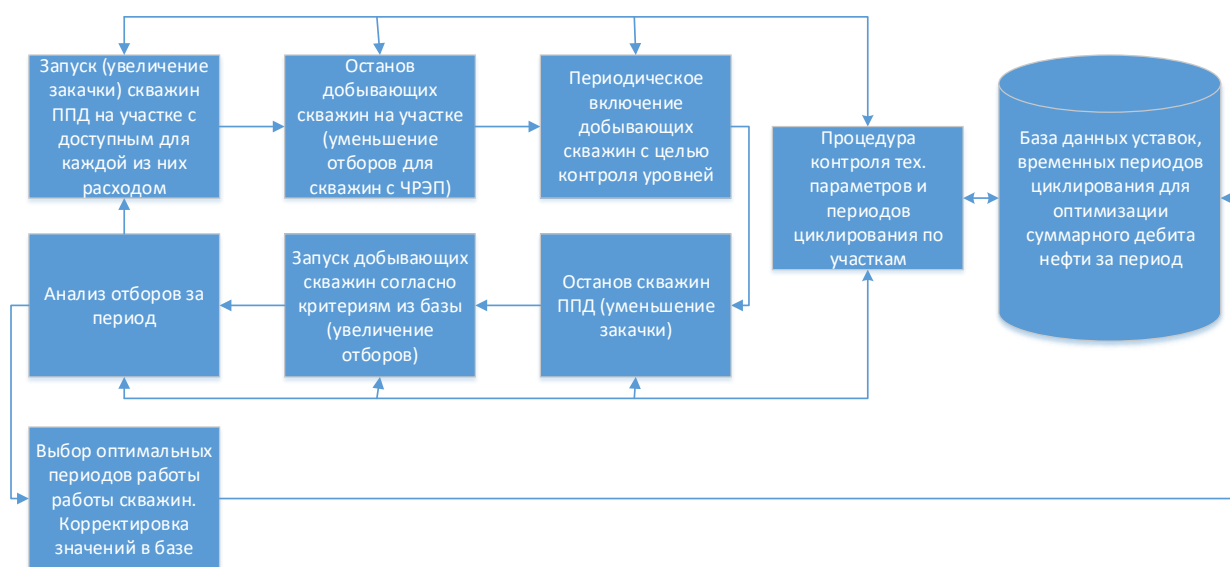 Запуск (увеличение
закачки) скважин
ППД на участке с
доступным для
каждой из них
расходом
Останов
добывающих
скважин на участке
(уменьшение
отборов для
скважин с ЧРЭП)
Периодическое
включение
добывающих
скважин с целью
контроля уровней
Процедура
контроля тех.
параметров и
периодов
циклирования по
участкам
База данных уставок,
временных периодов
циклирования для
оптимизации
суммарного дебита
нефти за период
Анализ отборов за
период
Запуск добывающих
скважин согласно
критериям из базы
(увеличение
отборов)
Останов скважин
ППД (уменьшение
закачки)
Выбор оптимальных
периодов работы
работы скважин.
Корректировка
значений в базе